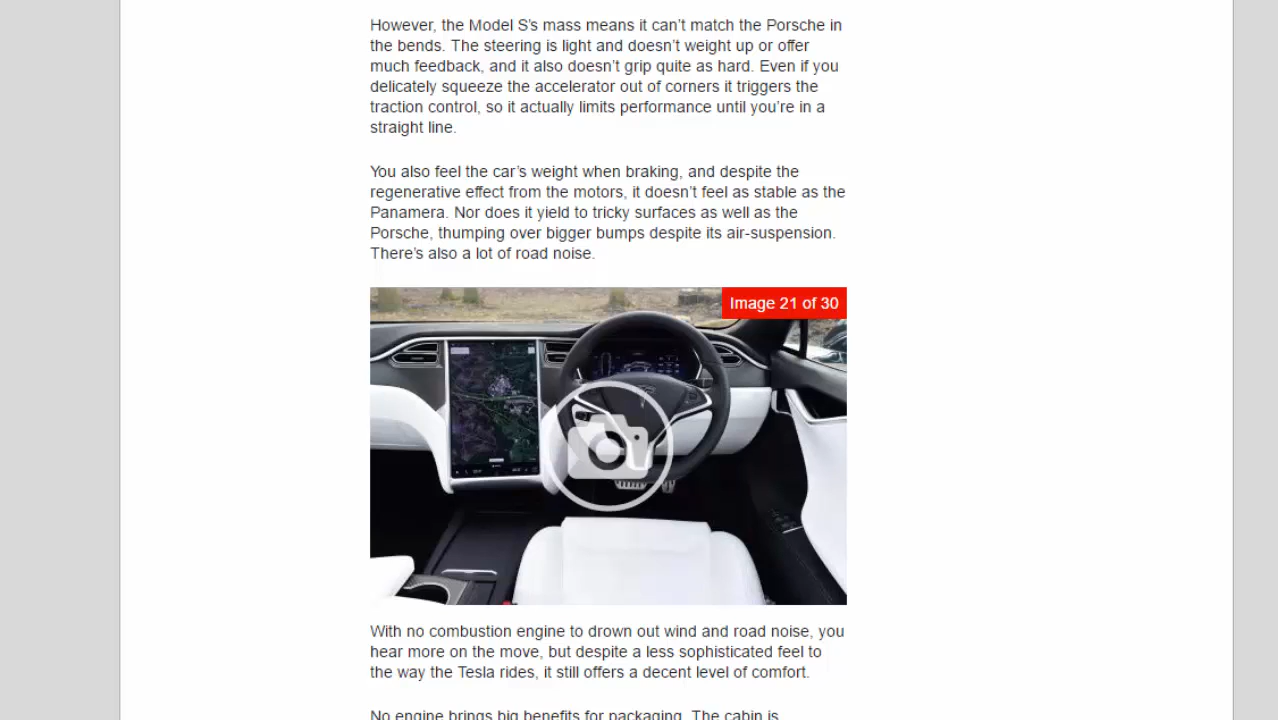 However, the Model S's mass means it can't match the Porsche in
the bends. The steering is light and doesn't weight up or offer
much feedback, and it also doesn't grip quite as hard. Even if you
delicately squeeze the accelerator out of corners it triggers the
traction control, so it actually limits performance until you're in a
straight line.
You also feel the car's weight when braking, and despite the
regenerative effect from the motors, it doesn't feel as stable as the
Panamera. Nor does it yield to tricky surfaces as well as the
Porsche, thumping over bigger bumps despite its air-suspension.
There's also a lot of road noise.
Image 21 of 30
With no combustion engine to drown out wind and road noise, you
hear more on the move, but despite a less sophisticated feel to
the way the Tesla rides, it still offers a decent level of comfort.
No engine brings big benefits for packaging. The cabin is